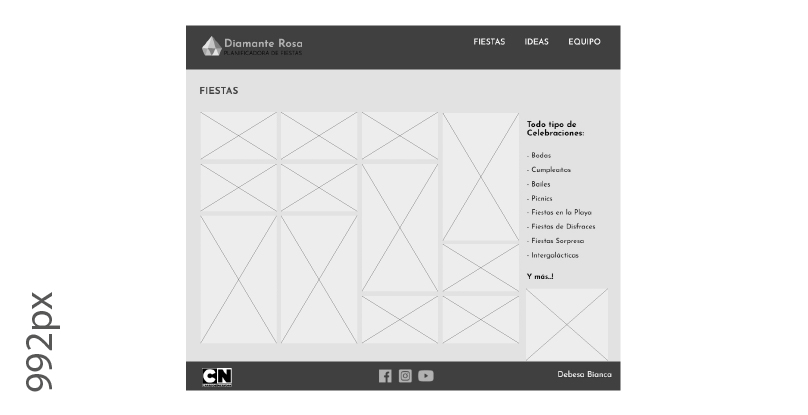 Diamante Rosa
PLANIFICADORA DE FIESTAS
FIESTAS IDEAS EQUIPO
FIESTAS
Todo tipo de
Celebraciones:
- Bodas
- Cumpleaños
- Bailes
- Picnics
- Fiestas en la Playa
- Fiestas de Disfraces
- Fiestas Sorpresa
- Intergalácticas
Y más..!
CN
Debesa Bianca
992px